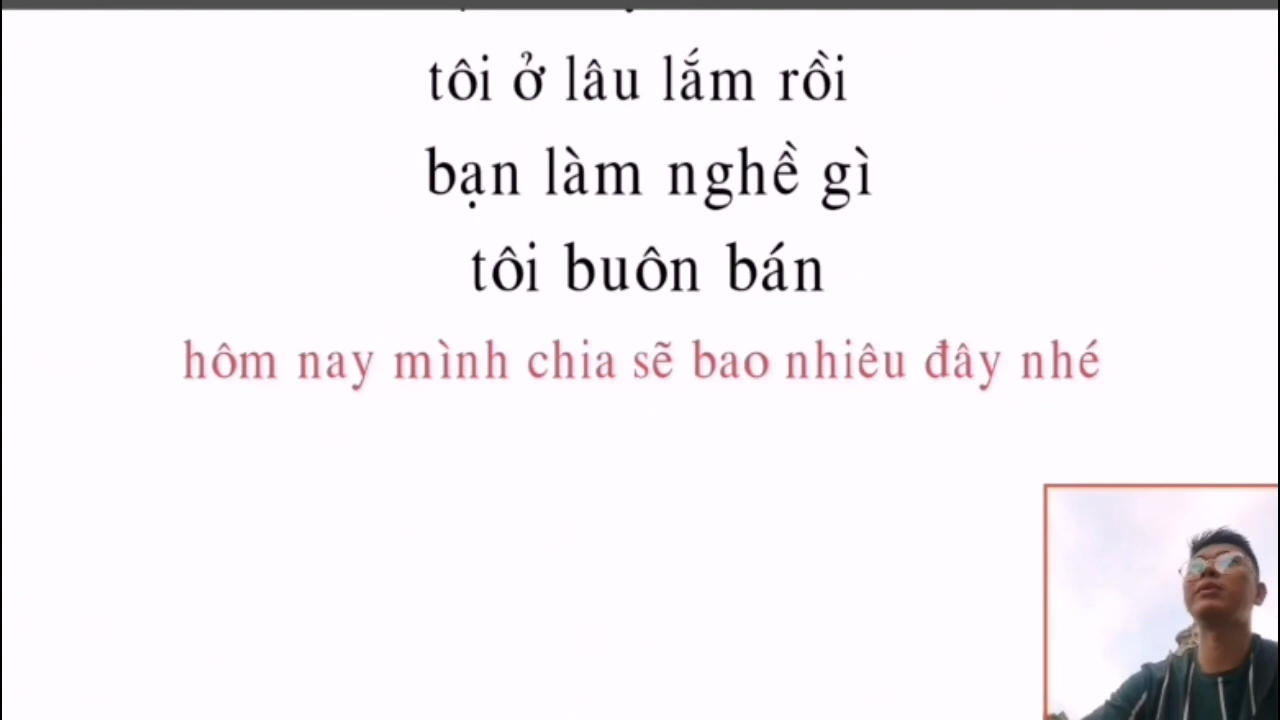 tôi ở lâu lắm rồi
bạn làm nghề gì
tôi buôn bán
hôm nay mình chia sẽ bao nhiêu đây nhé